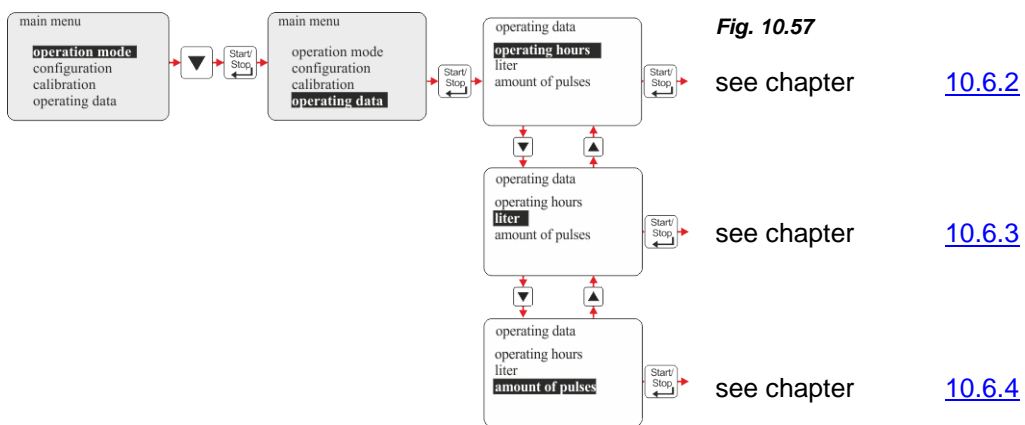 main menu
operation mode
configuration
calibration
operating data
▼
Start/
Stop
main menu
operation mode
configuration
calibration
operating data
Start/
Stop
operating data
operating hours
liter
amount of pulses
Start/
Stop
Fig. 10.57
see chapter 10.6.2
▼ ▲
operating data
operating hours
liter
amount of pulses
Start/
Stop
see chapter 10.6.3
▼ ▲
operating data
operating hours
liter
amount of pulses
Start/
Stop
see chapter 10.6.4